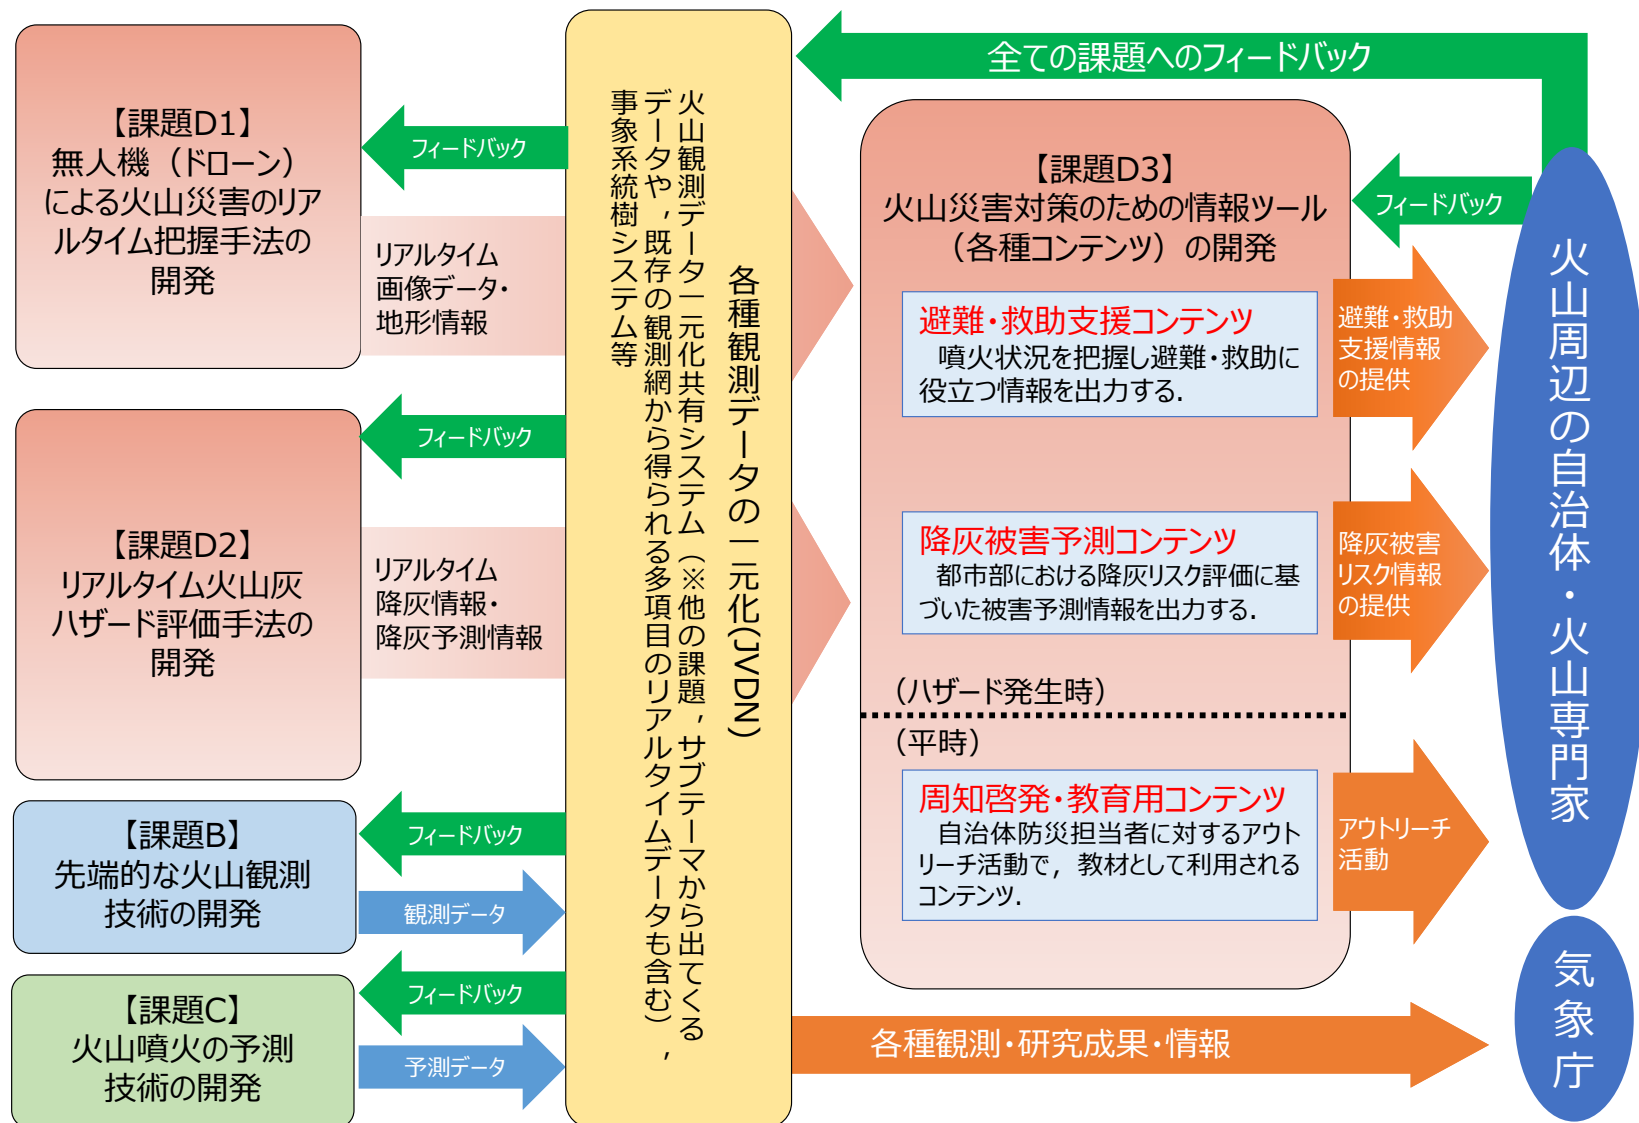 【課題D1】
無人機（ドローン）
による火山災害のリア
ルタイム把握手法の
開発
フィードバック
リアルタイム
画像データ・
地形情報
【課題D2】
リアルタイム火山灰
ハザード評価手法の
開発
フィードバック
リアルタイム
降灰情報・
降灰予測情報
【課題B】
先端的な火山観測
技術の開発
フィードバック
観測データ
【課題C】
火山噴火の予測
技術の開発
フィードバック
予測データ
各種観測データの一元化(JVDN)
火山観測データ一元化共有システム（※他の課題，サブテーマから出てくる
データや，既存の観測網から得られる多項目のリアルタイムデータも含む），
事象系統樹システム等
全ての課題へのフィードバック
【課題D3】
火山災害対策のための情報ツール
（各種コンテンツ）の開発
フィードバック
避難・救助支援コンテンツ
噴火状況を把握し避難・救助に
役立つ情報を出力する．
避難・救助
支援情報
の提供
降灰被害予測コンテンツ
都市部における降灰リスク評価に基
づいた被害予測情報を出力する．
降灰被害
リスク情報
の提供
（ハザード発生時）
（平時）
周知啓発・教育用コンテンツ
自治体防災担当者に対するアウト
リーチ活動で，教材として利用される
コンテンツ．
アウトリーチ
活動
各種観測・研究成果・情報
火山周辺の自治体・火山専門家
気象庁